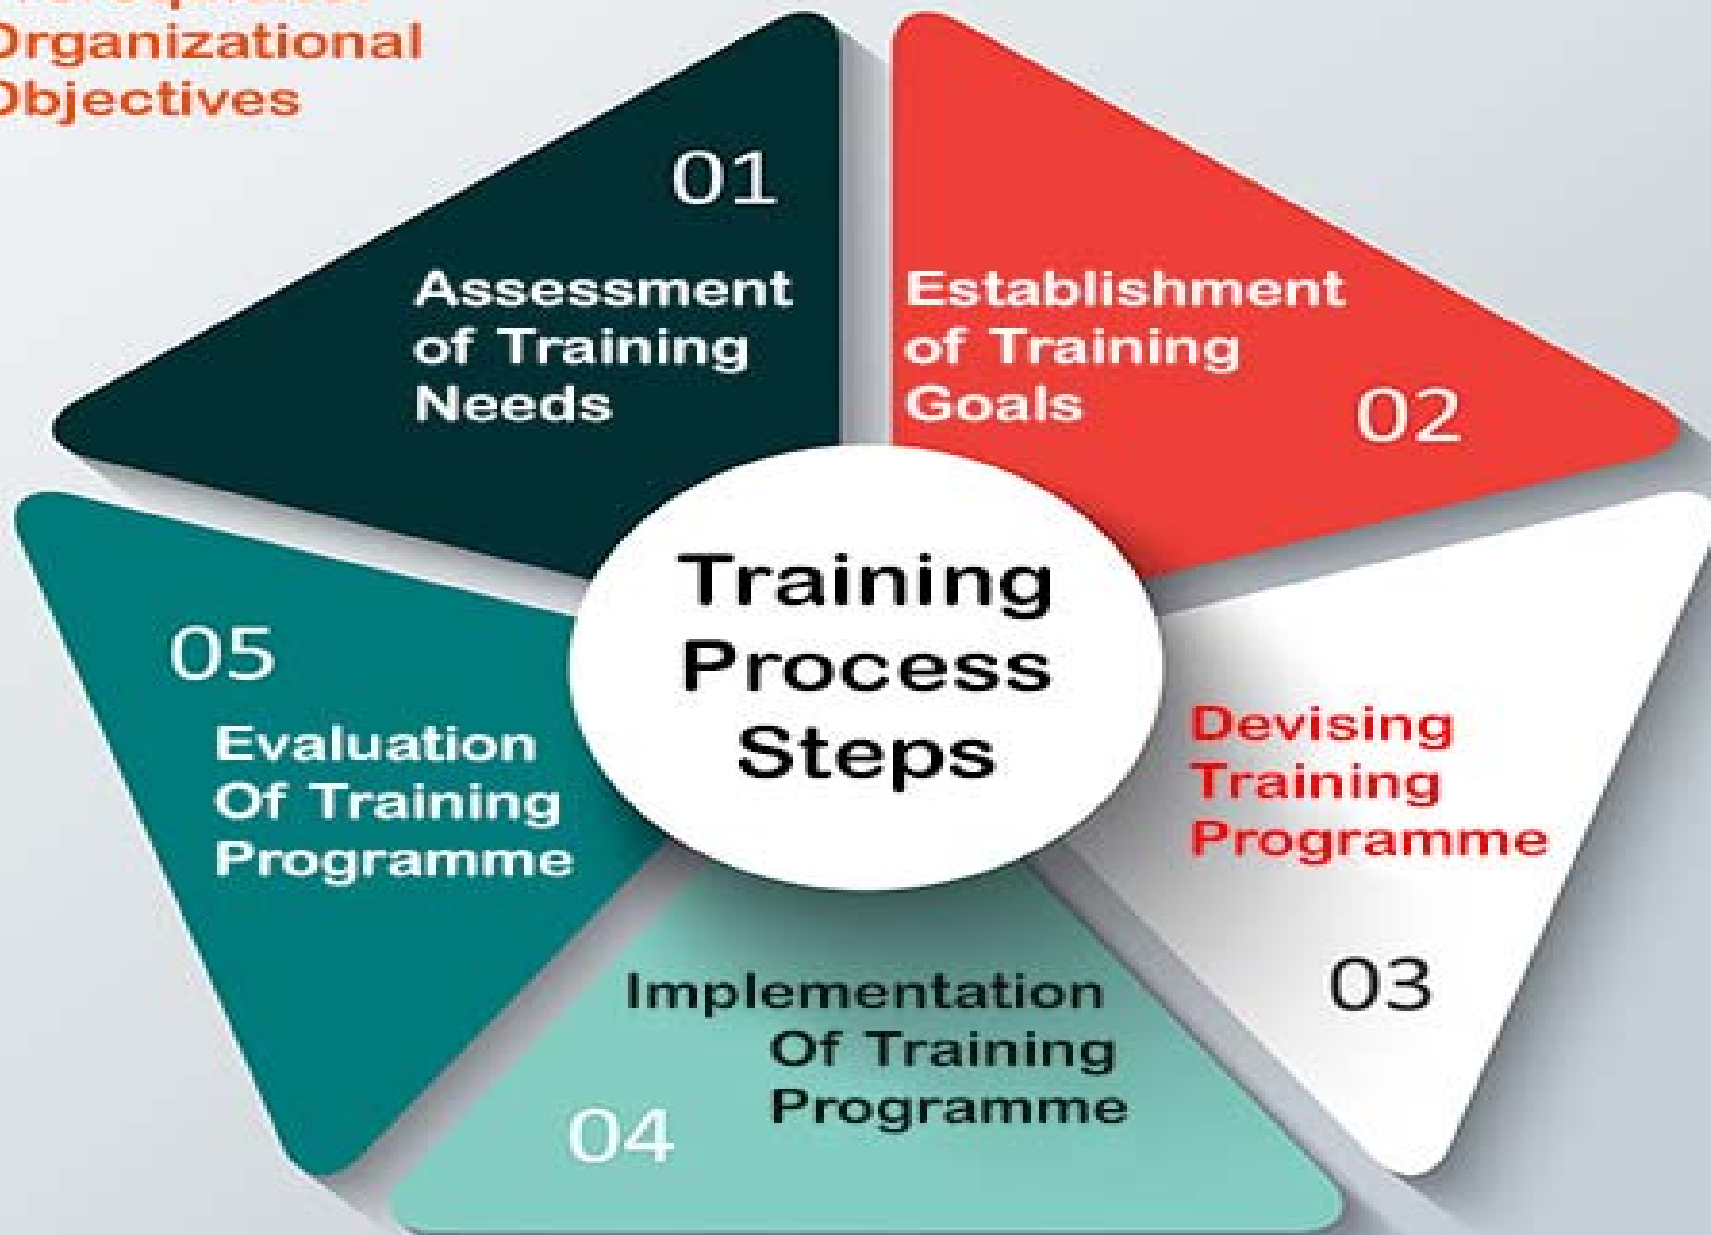 Organizational
Objectives
01
Assessment
of Training
Needs
Establishment
of Training
Goals
02
Training
Process
Steps
Devising
Training
Programme
03
Implementation
Of Training
Programme
04
05
Evaluation
Of Training
Programme